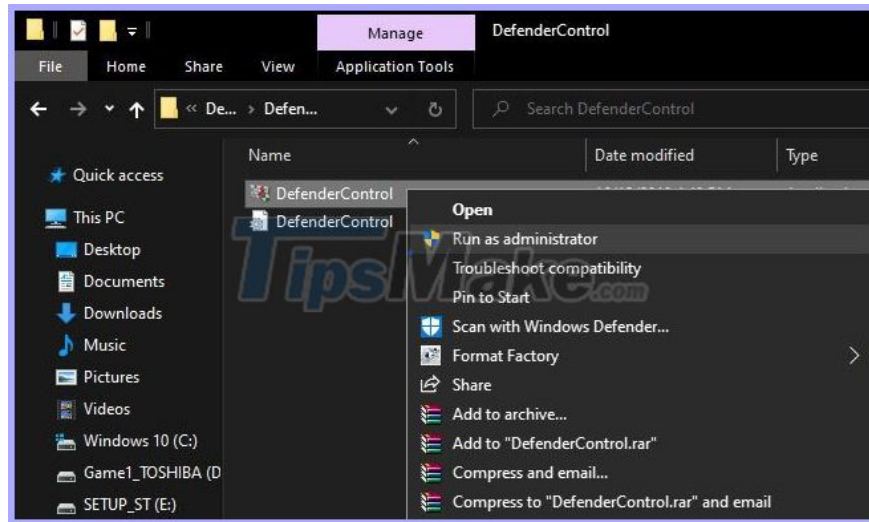 Manage
DefenderControl
File
Home
Share
View
Application Tools
« De... > Defen...
Search DefenderControl
Name
Date modified
Type
Quick access
This PC
Desktop
Documents
Downloads
Music
Pictures
Videos
Windows 10 (C:)
Game1_TOSHIBA (D
SETUP_ST (E:)
DefenderControl
DefenderControl
Open
Run as administrator
Troubleshoot compatibility
Pin to Start
Scan with Windows Defender...
Format Factory
Share
Add to archive...
Add to "DefenderControl.rar"
Compress and email...
Compress to "DefenderControl.rar" and email
TipsMake.com